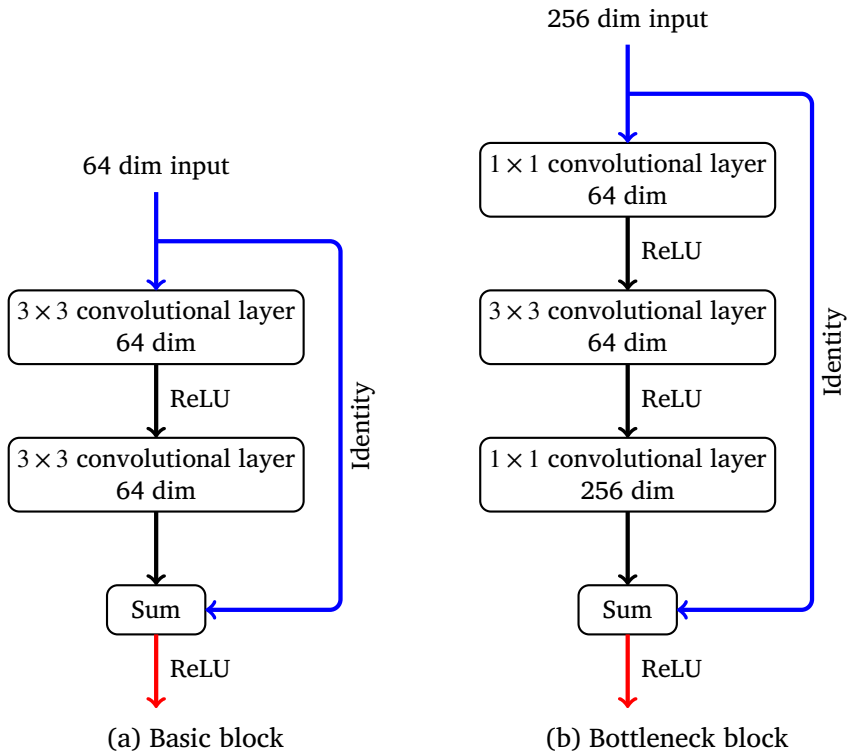 64 dim input
3 × 3 convolutional layer
64 dim
ReLU
3 × 3 convolutional layer
64 dim
Identity
Sum
ReLU
(a) Basic block
256 dim input
1 × 1 convolutional layer
64 dim
ReLU
3 × 3 convolutional layer
64 dim
ReLU
1 × 1 convolutional layer
256 dim
Identity
Sum
ReLU
(b) Bottleneck block